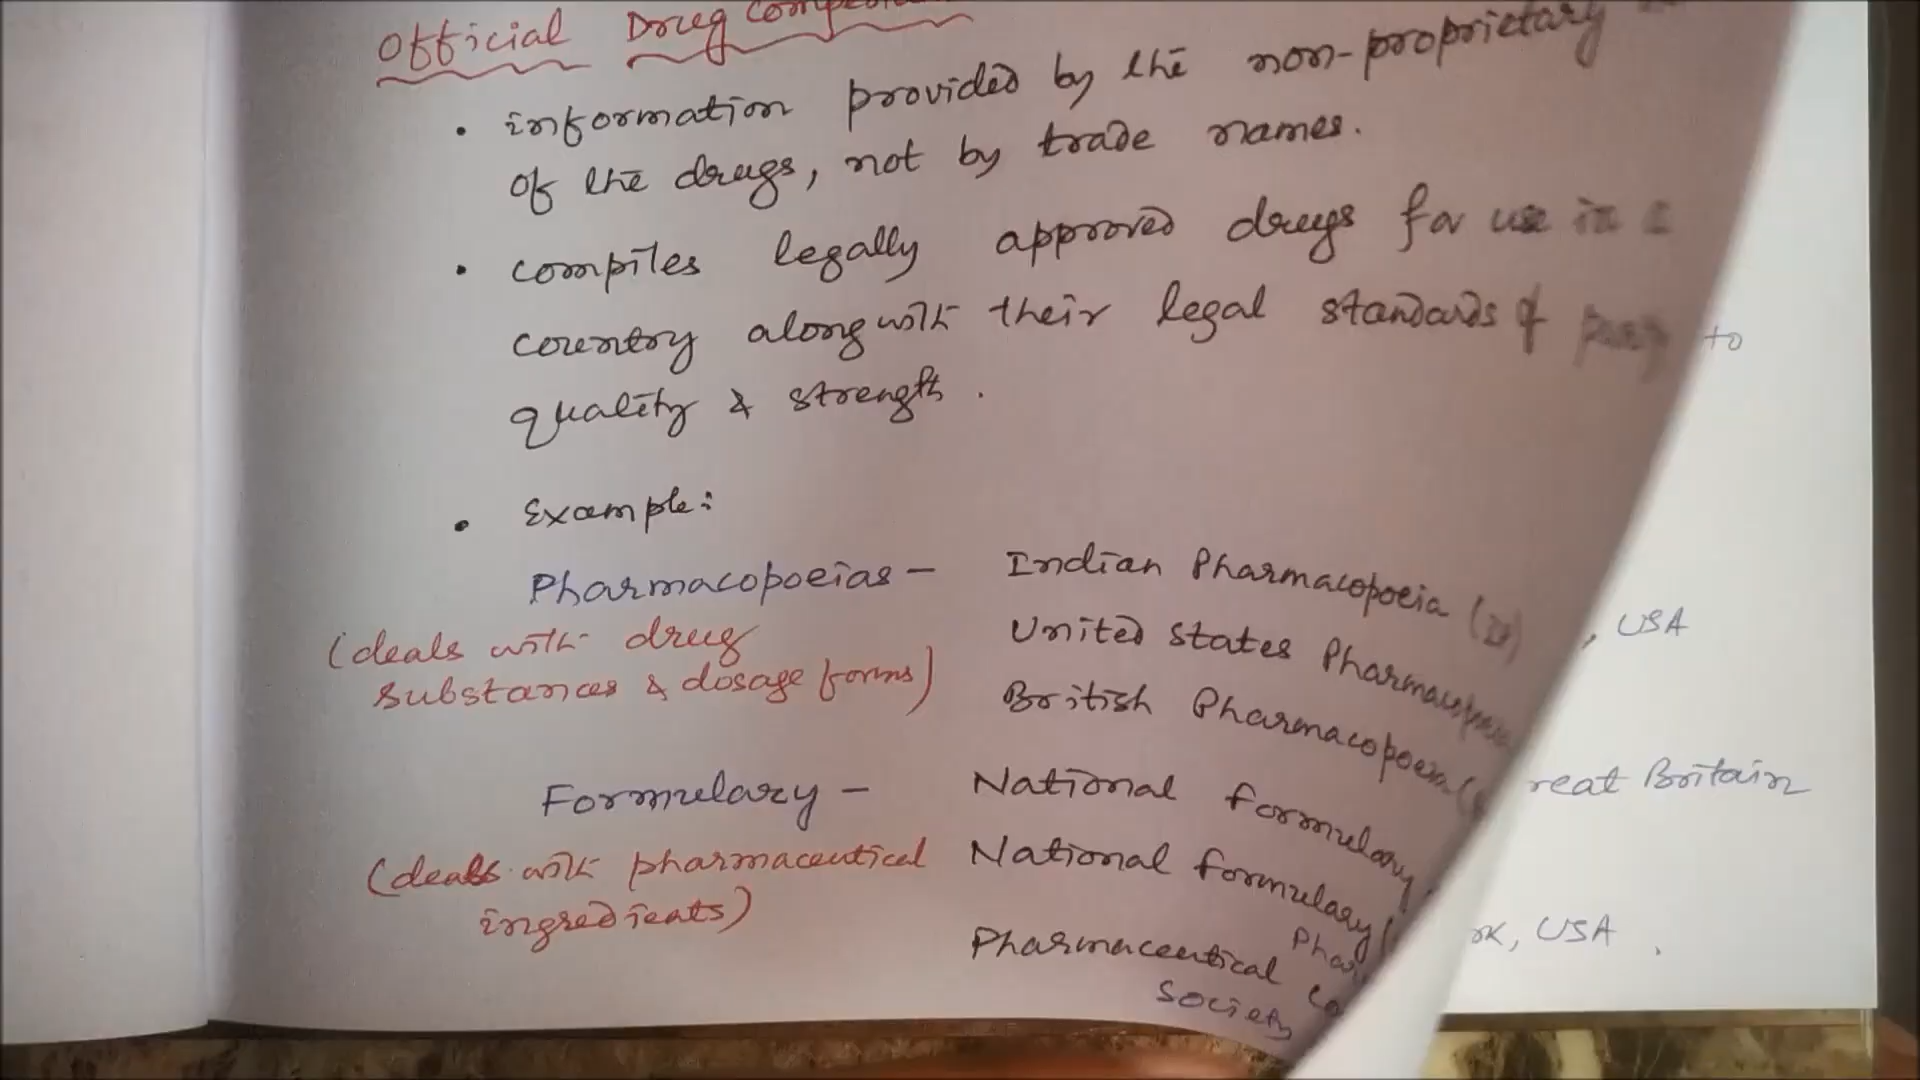 Official Drug
• information provided by the non-proprietary
of the drugs, not by trade names.
• compiles legally approved drugs for use in a
country alongwith their legal standards of
quality & strength.
• Example:
Pharmacopoeias – Indian Pharmacopoeia
(deals with drug
substances & dosage forms)
United States Pharmacopoeia
British Pharmacopoeia
Formulary – National Formulary
(deals with pharmaceutical
ingredients)
National Formulary
Pharmaceutical
Society
to
, USA
Britain
, USA.